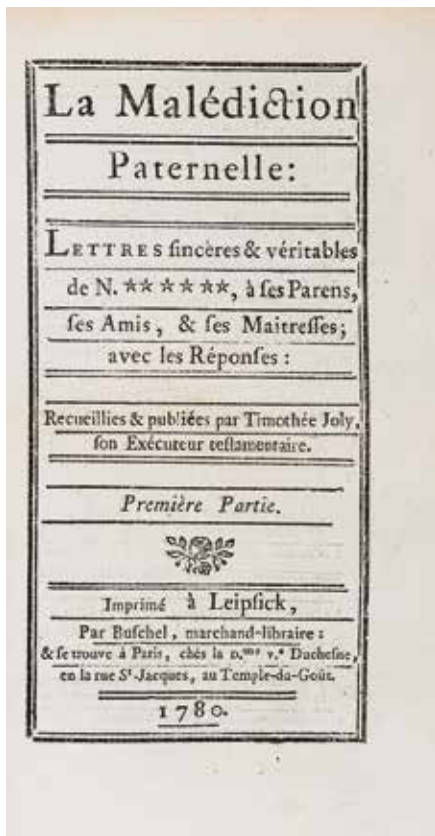 La Malédiction
Paternelle:
LETTRES sincères & véritables
de N. ******, à ses Parens,
ses Amis, & ses Maitresses;
avec les Réponses:
Recueillies & publiées par Timothée Joly,
son Exécuteur testamentaire.
Première Partie.
Imprimé à Leipsick,
Par Buschel, marchand-libraire:
& se trouve à Paris, chés la D.me v.e Duchesne,
en la rue St-Jacques, au Temple-du-Goût.
1780.